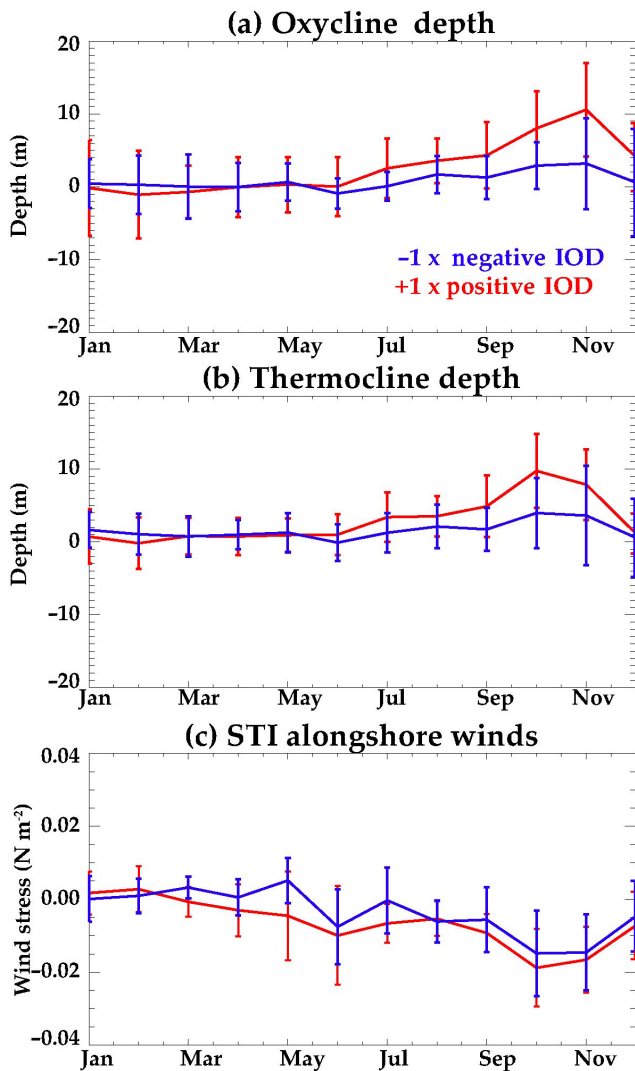 (a) Oxycline depth
20
10
0
−10
−20
Depth (m)
−1 x negative IOD
+1 x positive IOD
Jan Mar May Jul Sep Nov
(b) Thermocline depth
20
10
0
−10
−20
Depth (m)
Jan Mar May Jul Sep Nov
(c) STI alongshore winds
0.04
0.02
0.00
−0.02
−0.04
Wind stress (N m⁻²)
Jan Mar May Jul Sep Nov